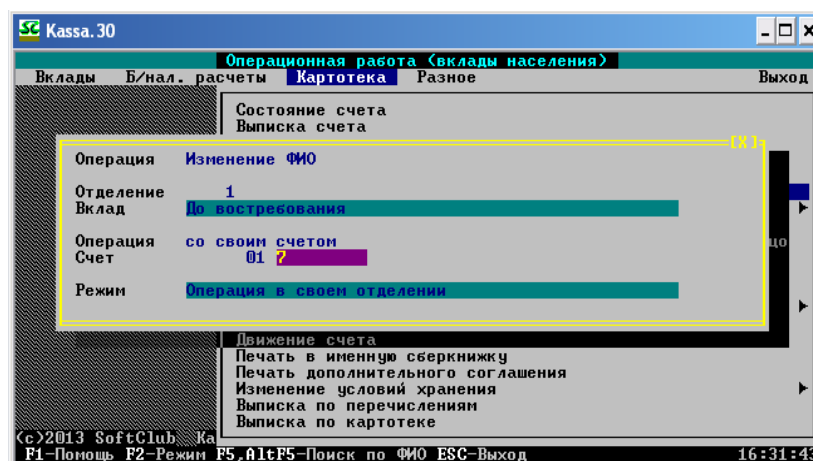 SC Kassa.30
Операционная работа (вклады населения)
Вклады Б/нал. расчеты Картотека Разное Выход
Состояние счета
Выписка счета
[X]
Операция Изменение ФИО
Отделение 1
Вклад До востребования
Операция со своим счетом
Счет 01 7
Режим Операция в своем отделении
цо
Движение счета
Печать в именную сберкнижку
Печать дополнительного соглашения
Изменение условий хранения
Выписка по перечислениям
Выписка по картотеке
(c)2013 SoftClub Ка
F1-Помощь F2-Режим F5,AltF5-Поиск по ФИО ESC-Выход 16:31:43